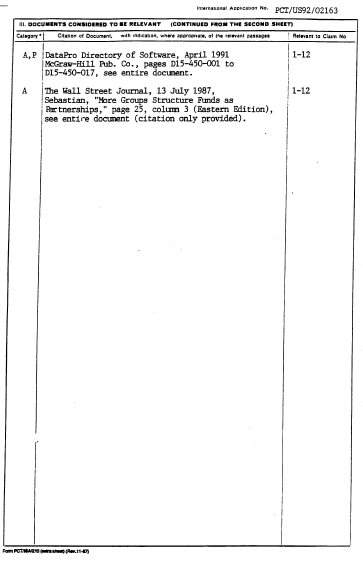 International Application No. PCT/US92/02163
III. DOCUMENTS CONSIDERED TO BE RELEVANT (CONTINUED FROM THE SECOND SHEET)
Category * Citation of Document, with indication, where appropriate, of the relevant passages Relevant to Claim No
A,P DataPro Directory of Software, April 1991 1-12
McGraw-Hill Pub. Co., pages D15-450-001 to
D15-450-017, see entire document.
A The Wall Street Journal, 13 July 1987, 1-12
Sebastian, "More Groups Structure Funds as
Partnerships," page 25, column 3 (Eastern Edition),
see entire document (citation only provided).
Form PCT/ISA/210 (extra sheet) (Rev. 11-87)